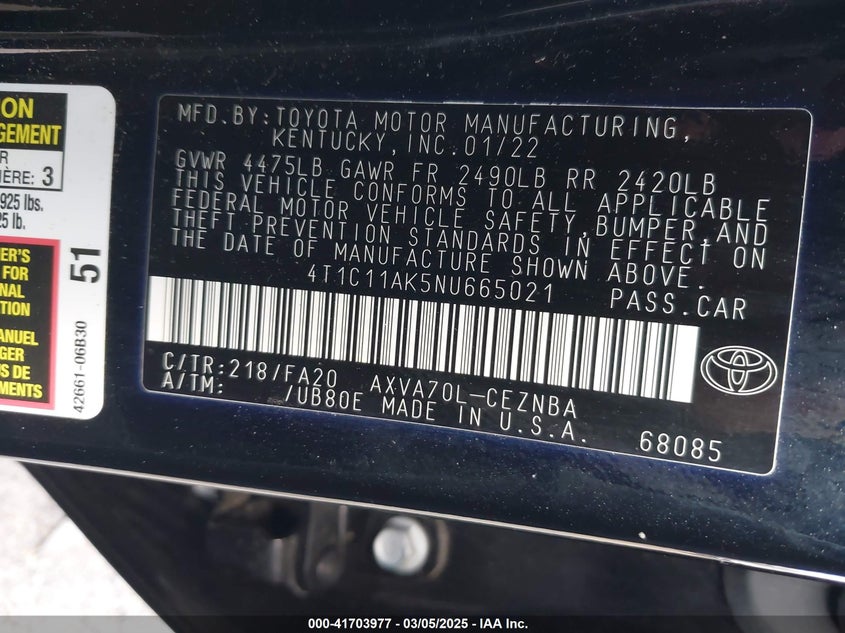 ON
GEMENT
R
IÈRE: 3
925 lbs.
25 lb.
ER'S
FOR
NAL
TION
ANUEL
GER
US DE
EMENTS
51
42661-06B30
MFD.BY:TOYOTA MOTOR MANUFACTURING,
KENTUCKY,INC.01/22
GVWR 4475LB GAWR FR 2490LB RR 2420LB
THIS VEHICLE CONFORMS TO ALL APPLICABLE
FEDERAL MOTOR VEHICLE SAFETY,BUMPER,AND
THEFT PREVENTION STANDARDS IN EFFECT ON
THE DATE OF MANUFACTURE SHOWN ABOVE.
4T1C11AK5NU665021 PASS.CAR
C/TR:218/FA20 AXVA70L-CEZNBA
A/TM: /UB80E MADE IN U.S.A. 68085
000-41703977 — 03/05/2025 — IAA Inc.